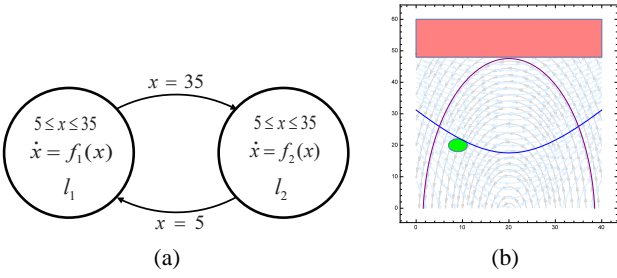 x = 35
5 ≤ x ≤ 35
ẋ = f₁(x)
l₁
5 ≤ x ≤ 35
ẋ = f₂(x)
l₂
x = 5
(a)
60
50
40
30
20
10
0
0 10 20 30 40
(b)